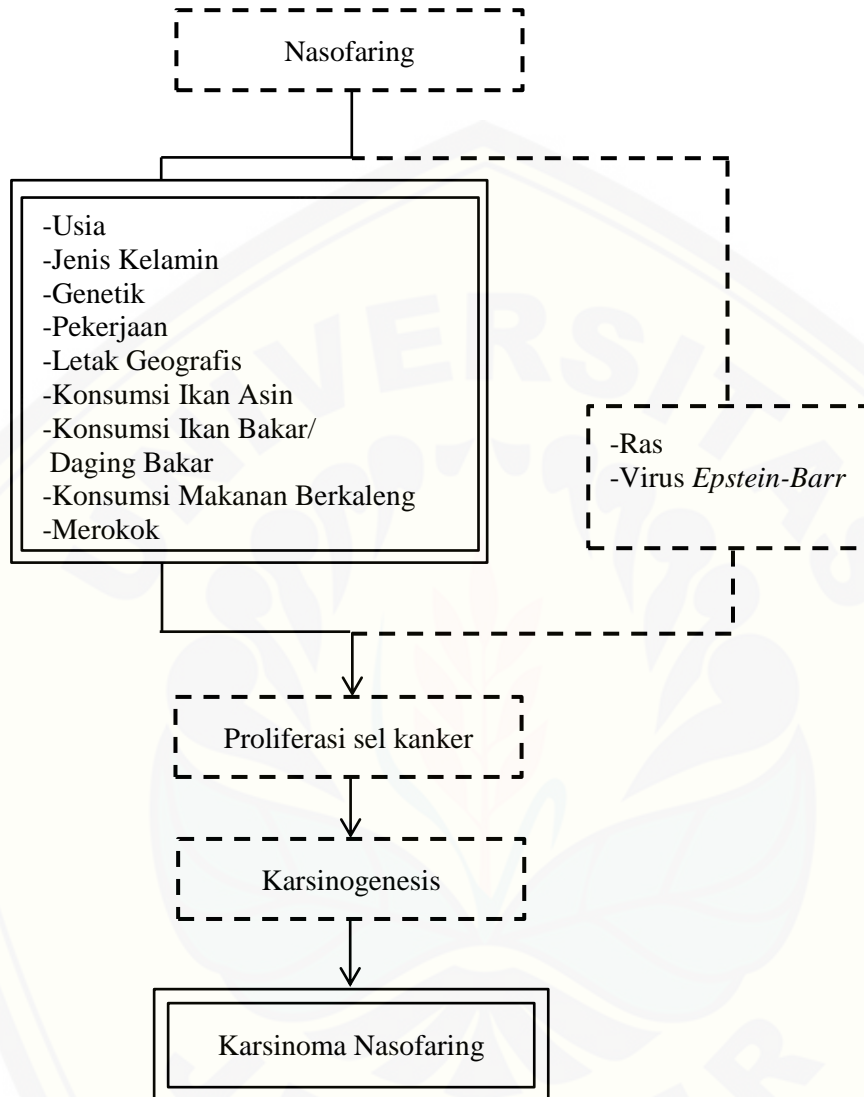 Nasofaring
-Usia
-Jenis Kelamin
-Genetik
-Pekerjaan
-Letak Geografis
-Konsumsi Ikan Asin
-Konsumsi Ikan Bakar/
Daging Bakar
-Konsumsi Makanan Berkaleng
-Merokok
-Ras
-Virus Epstein-Barr
Proliferasi sel kanker
Karsinogenesis
Karsinoma Nasofaring
UNIVERSITAS